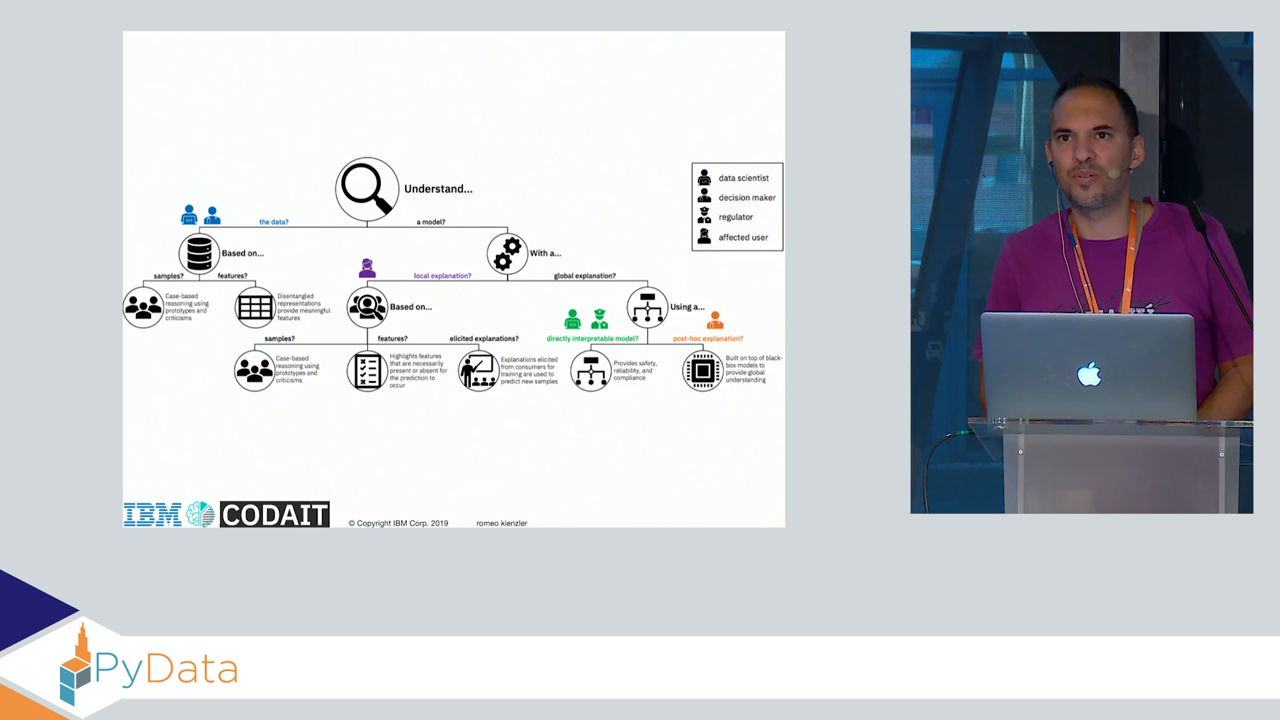 Understand...
data scientist
decision maker
regulator
affected user
the data?
a model?
Based on...
With a...
samples?
features?
local explanation?
global explanation?
Case-based
reasoning using
prototypes and
criticisms
Disentangled
representations
provide meaningful
features
Based on...
Using a...
samples?
features?
elicited explanations?
directly interpretable model?
post-hoc explanation?
Case-based
reasoning using
prototypes and
criticisms
Highlights features
that are necessarily
present or absent for
the prediction to
occur
Explanations elicited
from consumers for
training are used to
predict new samples
Provides safety,
reliability, and
compliance
Built on top of black-
box models to
provide global
understanding
IBM
CODAIT
© Copyright IBM Corp. 2019
romeo kienzler
PyData